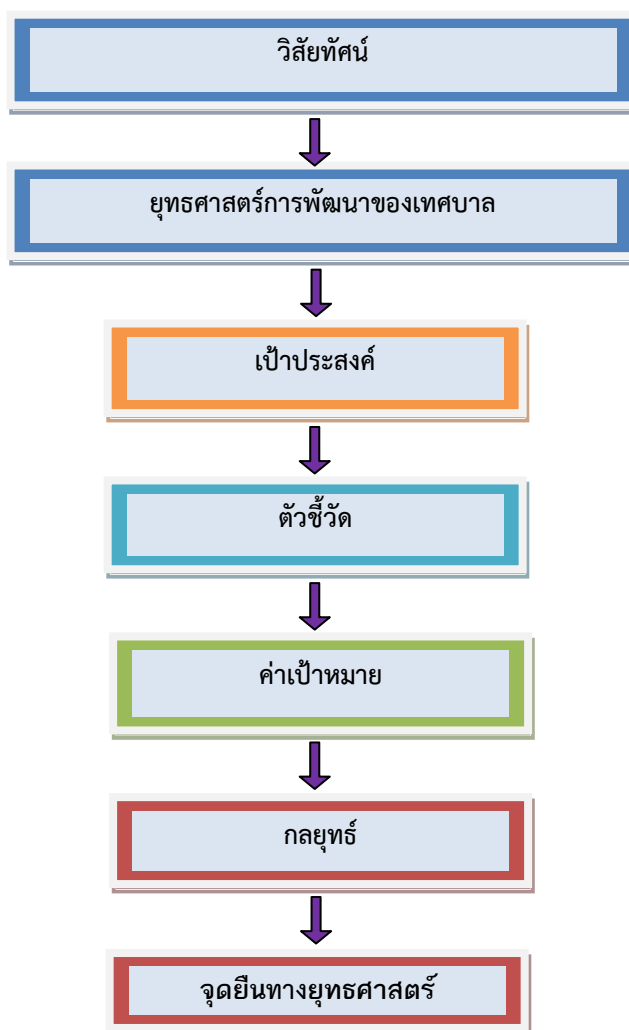 วิสัยทัศน์
ยุทธศาสตร์การพัฒนาของเทศบาล
เป้าประสงค์
ตัวชี้วัด
ค่าเป้าหมาย
กลยุทธ์
จุดยืนทางยุทธศาสตร์